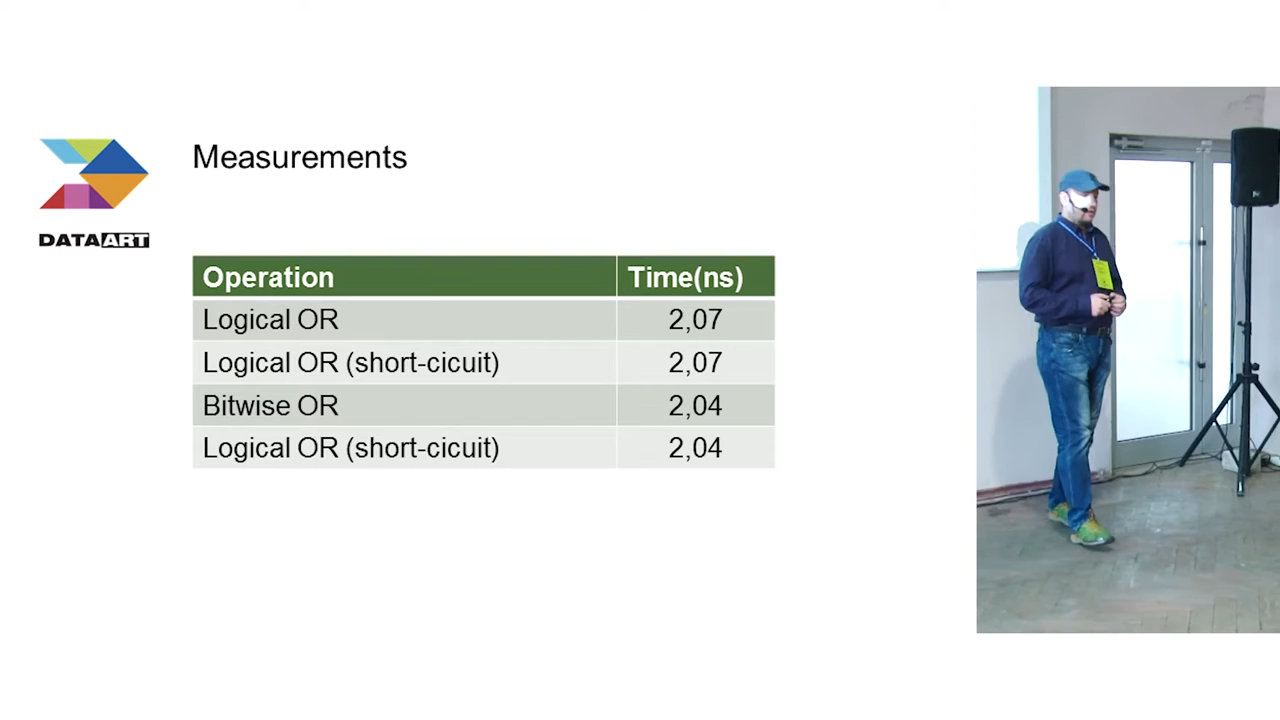 Measurements
DATAART
Operation Time(ns)
Logical OR 2,07
Logical OR (short-cicuit) 2,07
Bitwise OR 2,04
Logical OR (short-cicuit) 2,04